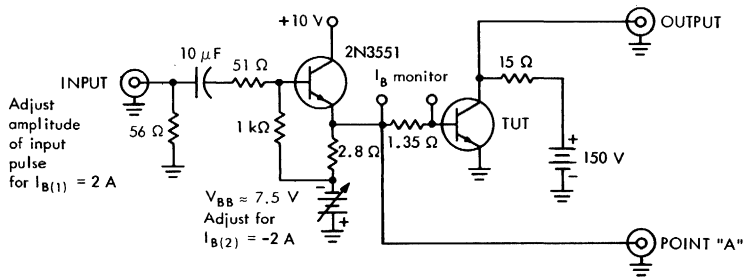 +10 V
OUTPUT
10 μF
2N3551
51 Ω
15 Ω
INPUT
I_B monitor
Adjust
amplitude
of input
pulse
for I_B(1) = 2 A
56 Ω
1 kΩ
2.8 Ω
1.35 Ω
TUT
+
150 V
-
-
V_BB ≈ 7.5 V
Adjust for
I_B(2) = -2 A
+
POINT "A"